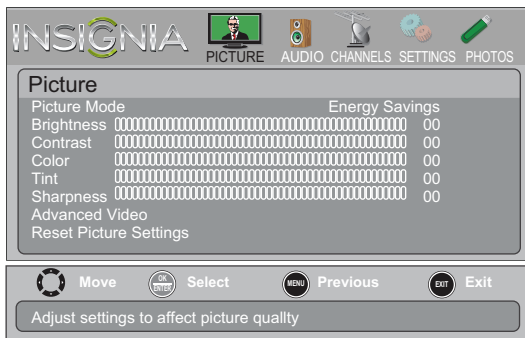 INSIGNIA
PICTURE AUDIO CHANNELS SETTINGS PHOTOS
Picture
Picture Mode Energy Savings
Brightness 00
Contrast 00
Color 00
Tint 00
Sharpness 00
Advanced Video
Reset Picture Settings
Move OK ENTER Select MENU Previous EXIT Exit
Adjust settings to affect picture quallty